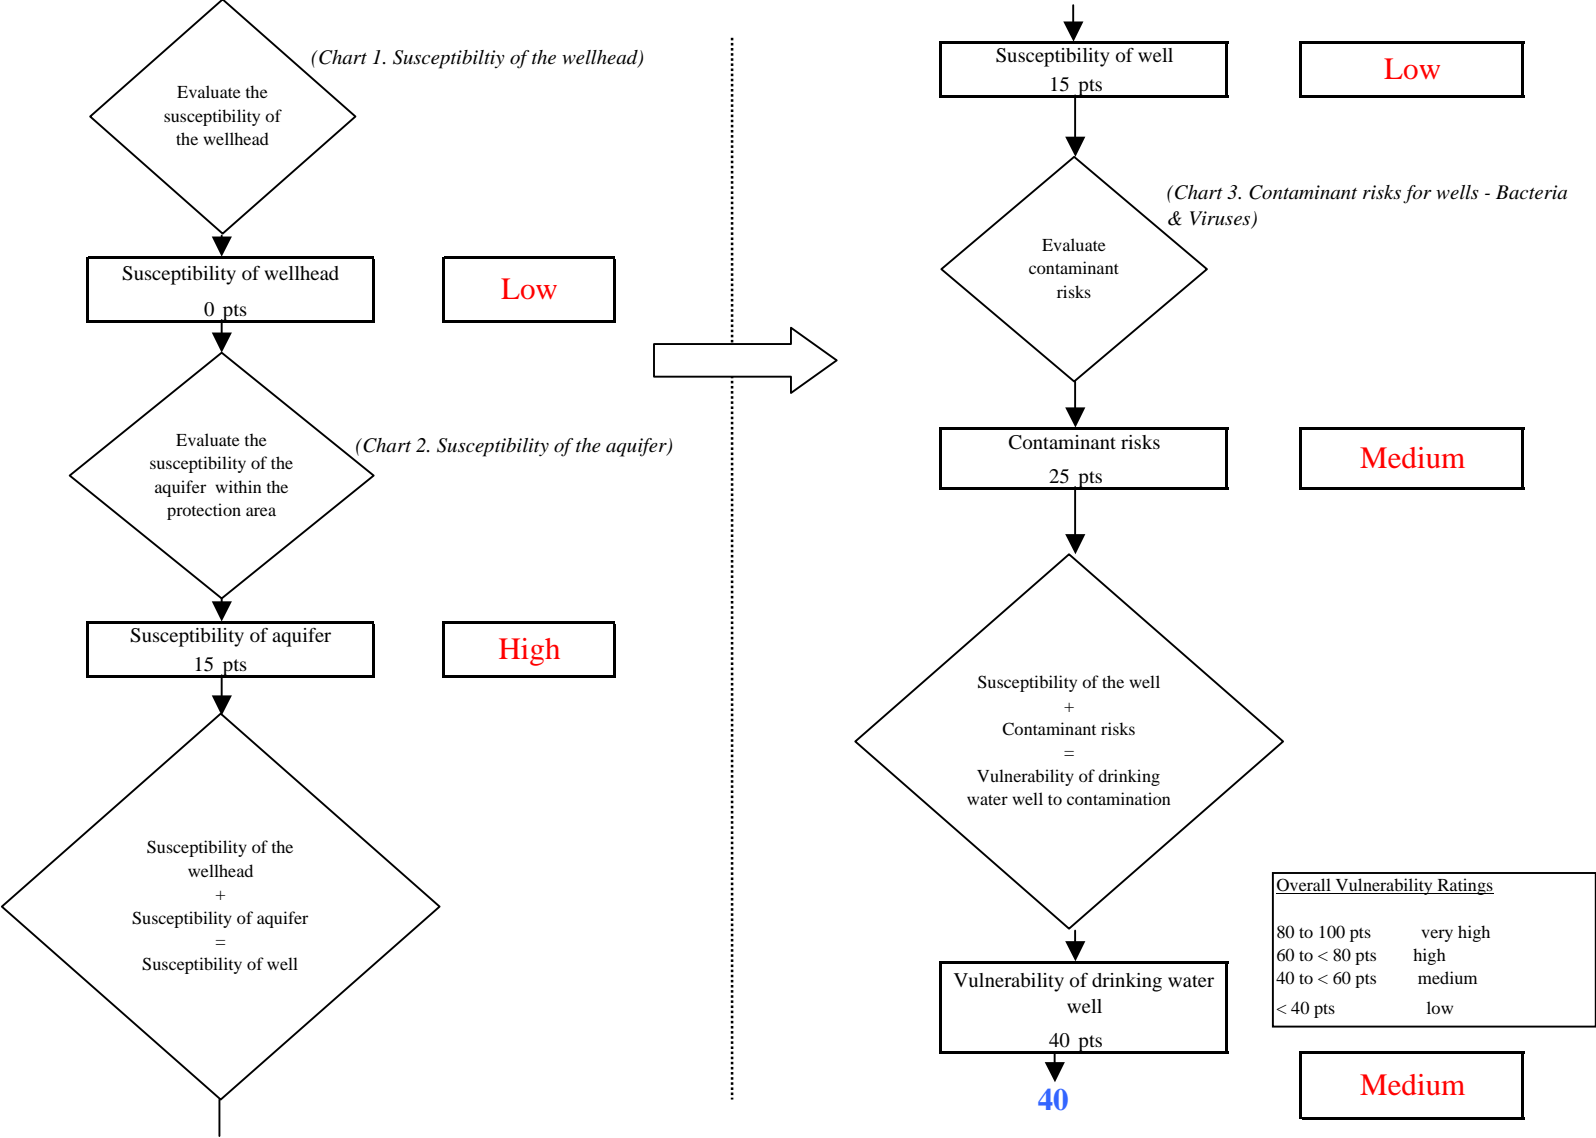 (Chart 1. Susceptibiltiy of the wellhead)
Evaluate the
susceptibility of
the wellhead
Susceptibility of wellhead
0 pts
Low
Evaluate the
susceptibility of the
aquifer within the
protection area
(Chart 2. Susceptibility of the aquifer)
Susceptibility of aquifer
15 pts
High
Susceptibility of the
wellhead
+
Susceptibility of aquifer
=
Susceptibility of well
Susceptibility of well
15 pts
Low
(Chart 3. Contaminant risks for wells - Bacteria
& Viruses)
Evaluate
contaminant
risks
Contaminant risks
25 pts
Medium
Susceptibility of the well
+
Contaminant risks
=
Vulnerability of drinking
water well to contamination
Overall Vulnerability Ratings
80 to 100 pts very high
60 to < 80 pts high
40 to < 60 pts medium
< 40 pts low
Vulnerability of drinking water
well
40 pts
40
Medium